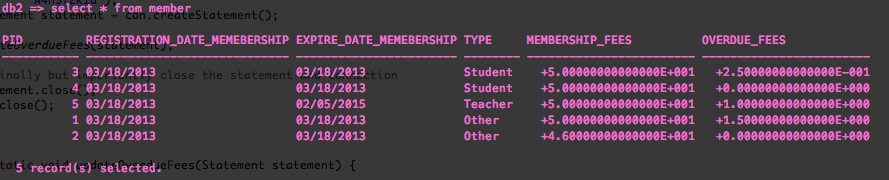 db2 => select * from member
PID REGISTRATION_DATE_MEMEBERSHIP EXPIRE_DATE_MEMEBERSHIP TYPE MEMBERSHIP_FEES OVERDUE_FEES
3 03/18/2013 03/18/2013 Student +5.00000000000000E+001 +2.50000000000000E-001
4 03/18/2013 03/18/2013 Student +5.00000000000000E+001 +0.00000000000000E+000
5 03/18/2013 02/05/2015 Teacher +5.00000000000000E+001 +1.00000000000000E+000
1 03/18/2013 03/18/2013 Other +5.00000000000000E+001 +1.50000000000000E+000
2 03/18/2013 03/18/2013 Other +4.60000000000000E+001 +0.00000000000000E+000
5 record(s) selected.